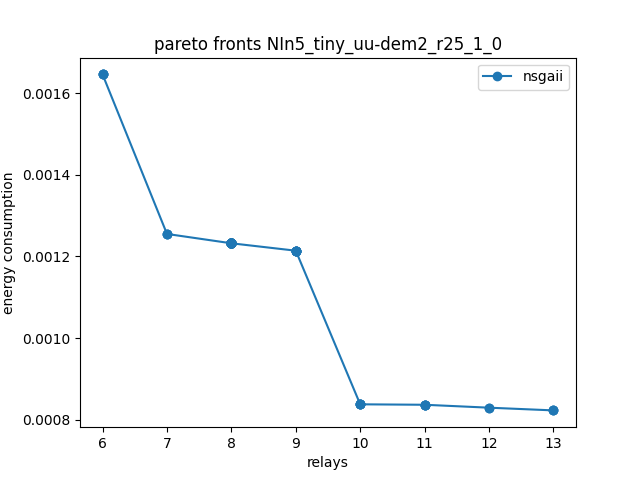 pareto fronts NIn5_tiny_uu-dem2_r25_1_0
nsgaii
0.0016
0.0014
0.0012
0.0010
0.0008
energy consumption
6 7 8 9 10 11 12 13
relays